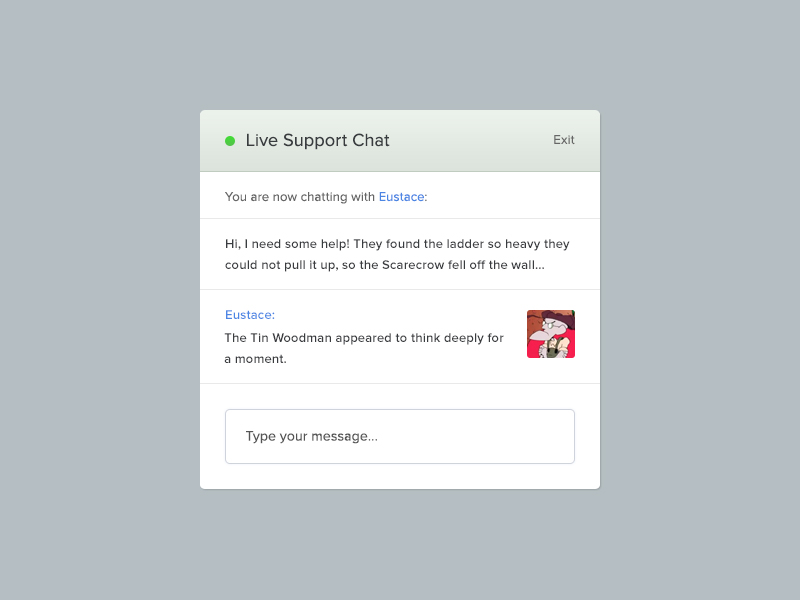 Live Support Chat
Exit
You are now chatting with Eustace:
Hi, I need some help! They found the ladder so heavy they
could not pull it up, so the Scarecrow fell off the wall...
Eustace:
The Tin Woodman appeared to think deeply for
a moment.
Type your message...